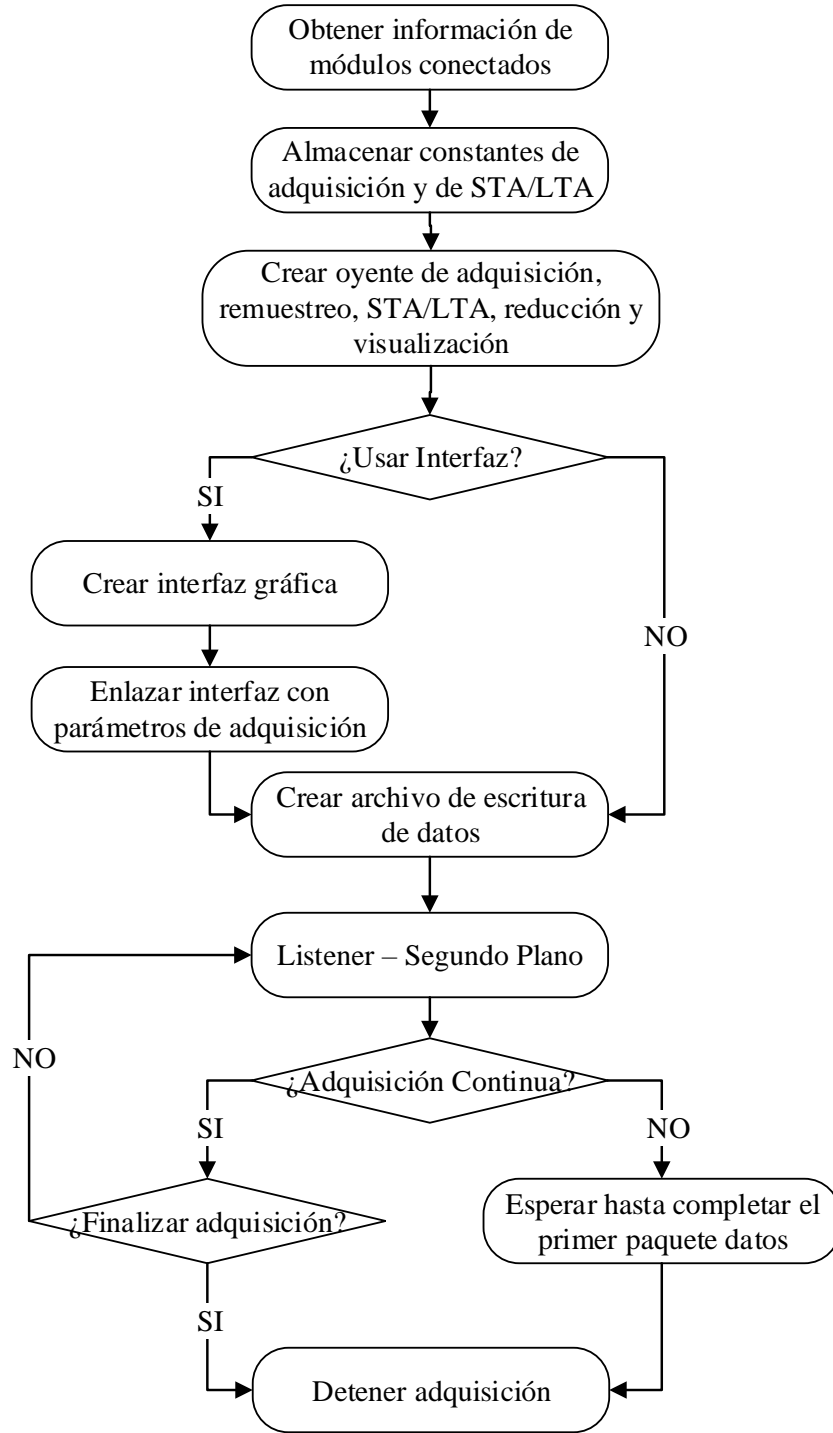 Obtener información de
módulos conectados
Almacenar constantes de
adquisición y de STA/LTA
Crear oyente de adquisición,
remuestreo, STA/LTA, reducción y
visualización
¿Usar Interfaz?
SI
Crear interfaz gráfica
NO
Enlazar interfaz con
parámetros de adquisición
Crear archivo de escritura
de datos
Listener – Segundo Plano
NO
¿Adquisición Continua?
SI
NO
¿Finalizar adquisición?
Esperar hasta completar el
primer paquete datos
SI
Detener adquisición